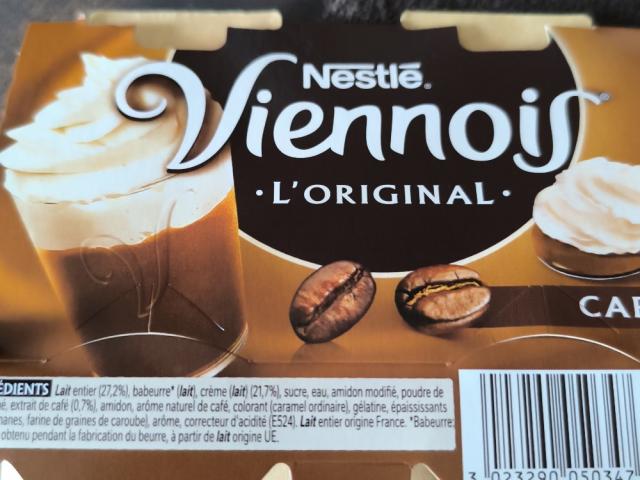 Nestlé®
Viennois®
• L'ORIGINAL •
CAF
ÉDIENTS Lait entier (27,2%), babeurre* (lait), crème (lait) (21,7%), sucre, eau, amidon modifié, poudre de
extrait de café (0,7%), amidon, arôme naturel de café, colorant (caramel ordinaire), gélatine, épaississants
farine de graines de caroube), arôme, correcteur d'acidité (E524). Lait entier origine France. *Babeurre:
obtenu pendant la fabrication du beurre, à partir de lait origine UE.
3 023290 050347